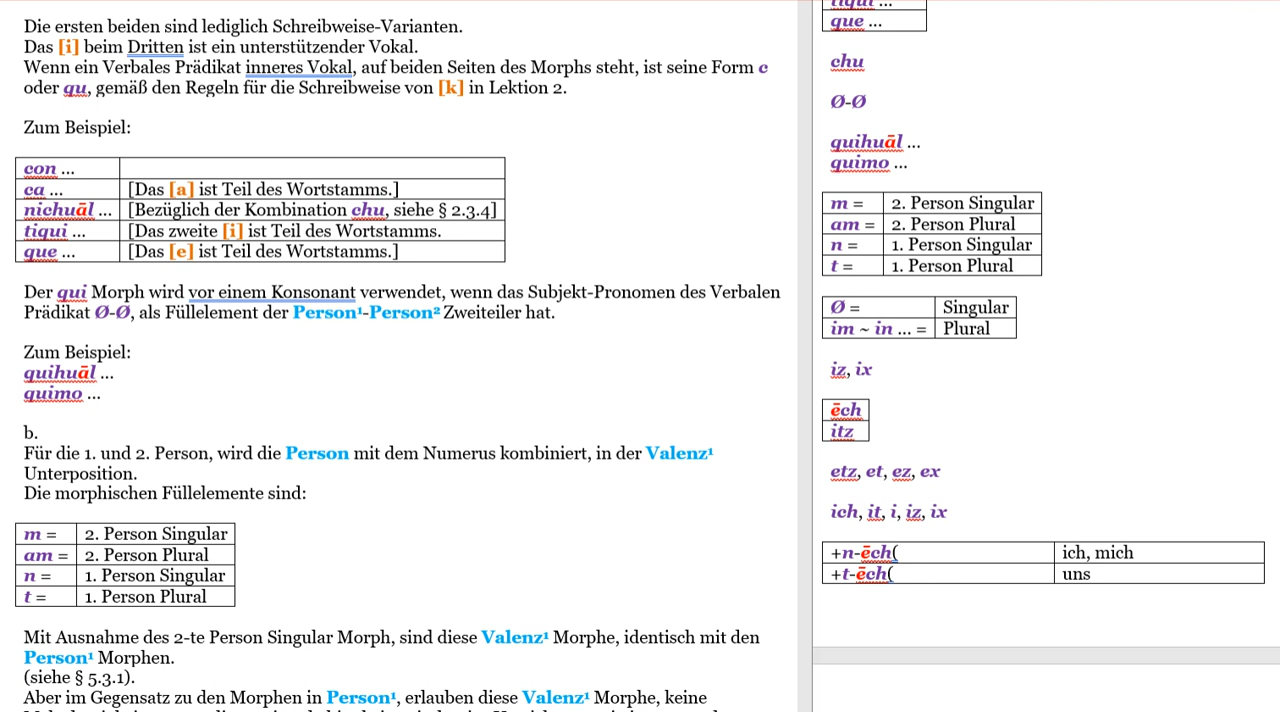 Die ersten beiden sind lediglich Schreibweise-Varianten.
Das [i] beim Dritten ist ein unterstützender Vokal.
Wenn ein Verbales Prädikat inneres Vokal, auf beiden Seiten des Morphs steht, ist seine Form c
oder qu, gemäß den Regeln für die Schreibweise von [k] in Lektion 2.
Zum Beispiel:
con ...
ca ... [Das [a] ist Teil des Wortstamms.]
nichuāl ... [Bezüglich der Kombination chu, siehe § 2.3.4]
tiqui ... [Das zweite [i] ist Teil des Wortstamms.
que ... [Das [e] ist Teil des Wortstamms.]
Der qui Morph wird vor einem Konsonant verwendet, wenn das Subjekt-Pronomen des Verbalen
Prädikat Ø-Ø, als Füllelement der Person¹-Person² Zweiteiler hat.
Zum Beispiel:
quihuāl ...
quimo ...
b.
Für die 1. und 2. Person, wird die Person mit dem Numerus kombiniert, in der Valenz¹
Unterposition.
Die morphischen Füllelemente sind:
m = 2. Person Singular
am = 2. Person Plural
n = 1. Person Singular
t = 1. Person Plural
Mit Ausnahme des 2-te Person Singular Morph, sind diese Valenz¹ Morphe, identisch mit den
Person¹ Morphen.
(siehe § 5.3.1).
Aber im Gegensatz zu den Morphen in Person¹, erlauben diese Valenz¹ Morphe, keine
tiqui ...
que ...
chu
Ø-Ø
quihuāl ...
quimo ...
m = 2. Person Singular
am = 2. Person Plural
n = 1. Person Singular
t = 1. Person Plural
Ø = Singular
im ~ in ... = Plural
iz, ix
ēch
itz
etz, et, ez, ex
ich, it, i, iz, ix
+n-ēch( ich, mich
+t-ēch( uns